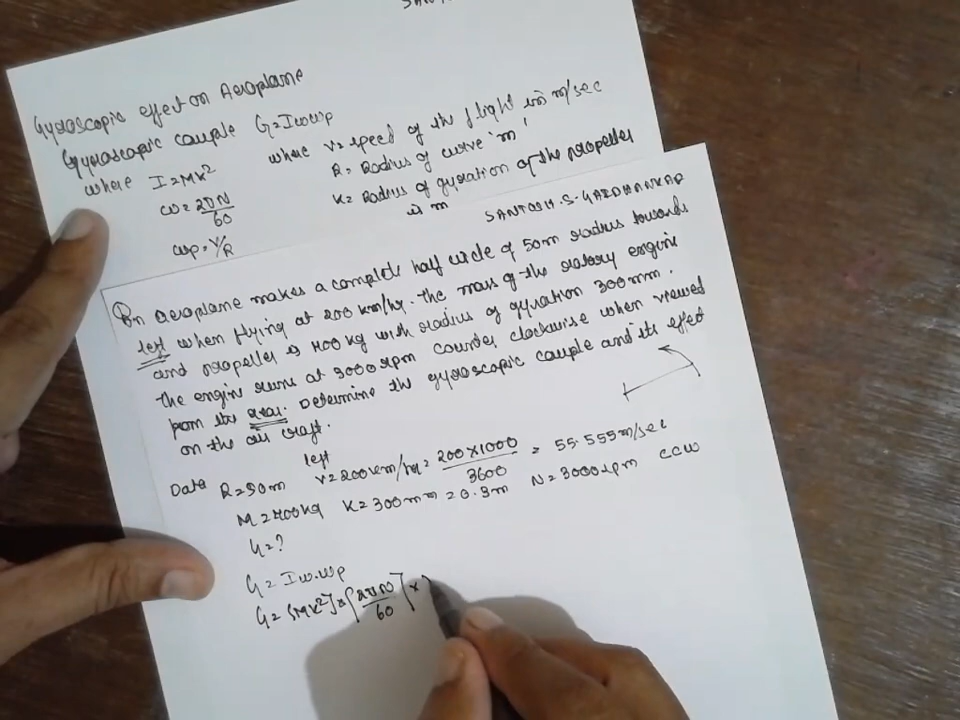 Gyroscopic effect on Aeroplane
Gyroscopic couple G=Iωωp
where I=Mk² where V=speed of the flight in m/sec
ω=2πN/60 R=Radius of curve 'm'
ωp=V/R K=Radius of gyration of the propeller
is m
SANTOSH.S.GARDHANKAR
An aeroplane makes a complete half circle of 50m radius towards
left when flying at 200 km/hr. The mass of the rotary engine
and propeller is 400 kg with radius of gyration 300mm.
The engine runs at 3000rpm counter clockwise when viewed
from the rear. Determine the gyroscopic couple and its effect
on the air craft.
left
Data R=50m V=200km/hr=200×1000/3600 = 55.555m/sec
M=400kg K=300mm=0.3m N=3000rpm CCW
G=?
G=Iω.ωp
G=[MK²]×[2πN/60]×